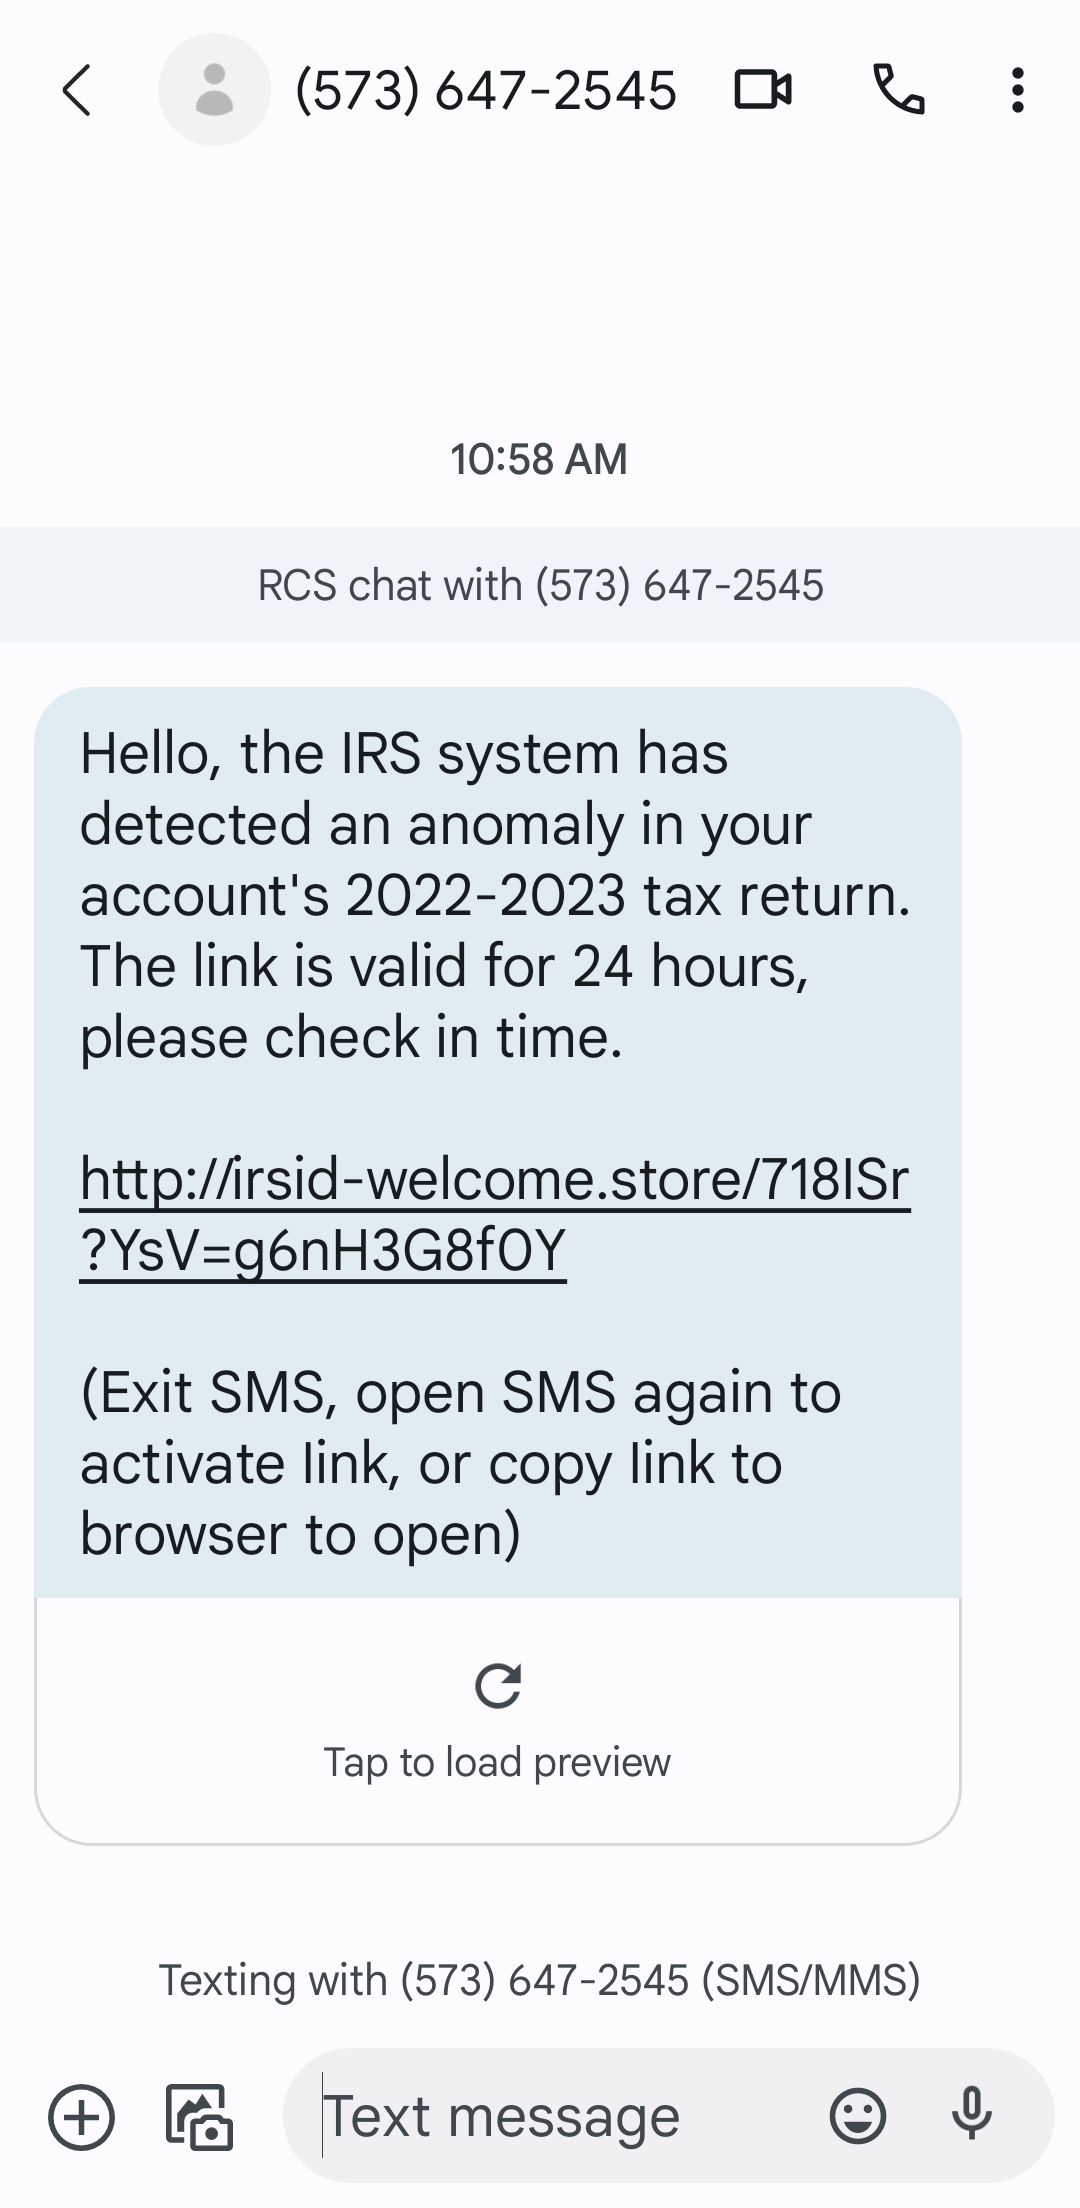 (573) 647-2545
10:58 AM
RCS chat with (573) 647-2545
Hello, the IRS system has
detected an anomaly in your
account's 2022-2023 tax return.
The link is valid for 24 hours,
please check in time.
http://irsid-welcome.store/718lSr
?YsV=g6nH3G8f0Y
(Exit SMS, open SMS again to
activate link, or copy link to
browser to open)
Tap to load preview
Texting with (573) 647-2545 (SMS/MMS)
Text message